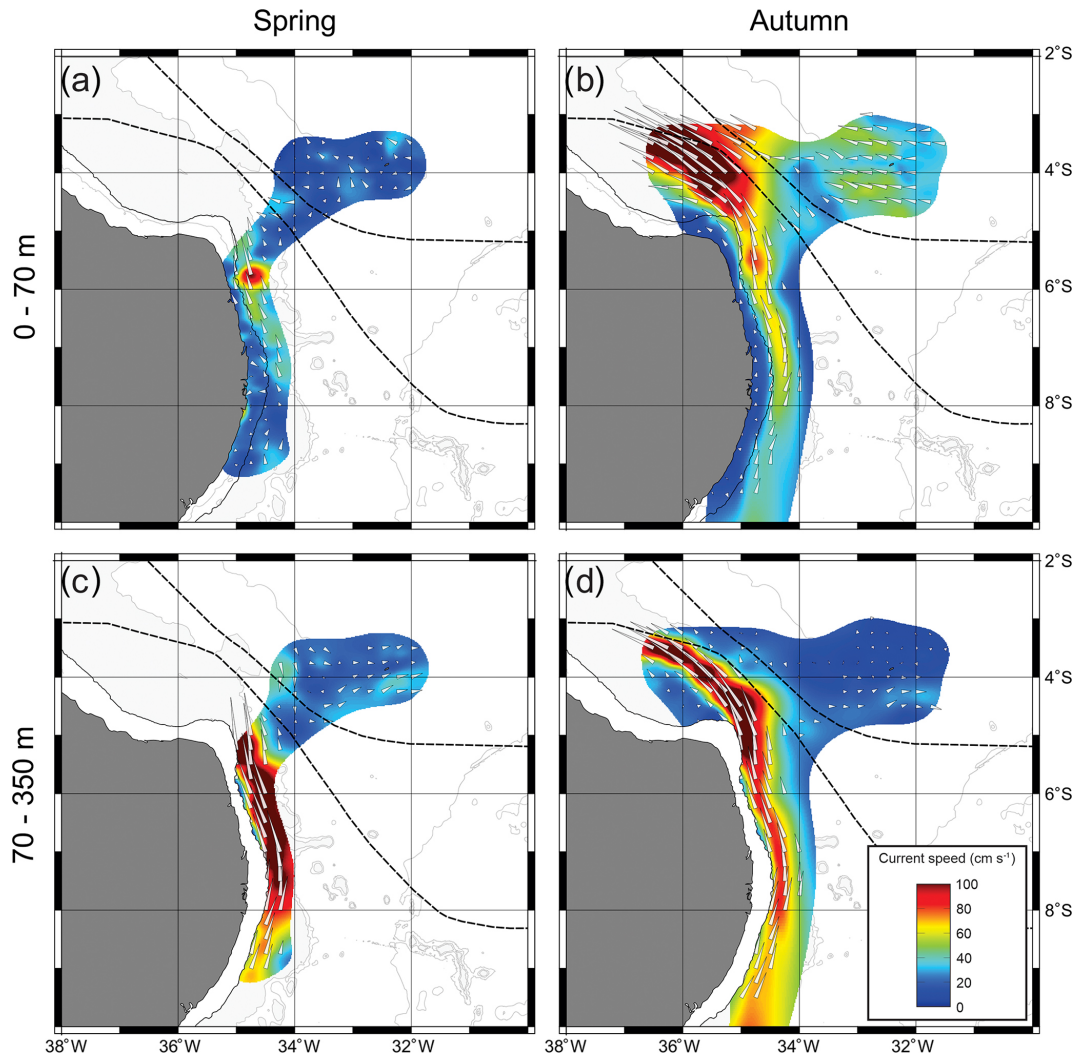 Spring Autumn
(a) (b) 2°S
4°S
0 - 70 m
6°S
8°S
(c) (d) 2°S
4°S
70 - 350 m
6°S
Current speed (cm s⁻¹)
100
80
60
40
20
0
8°S
38°W 36°W 34°W 32°W 38°W 36°W 34°W 32°W